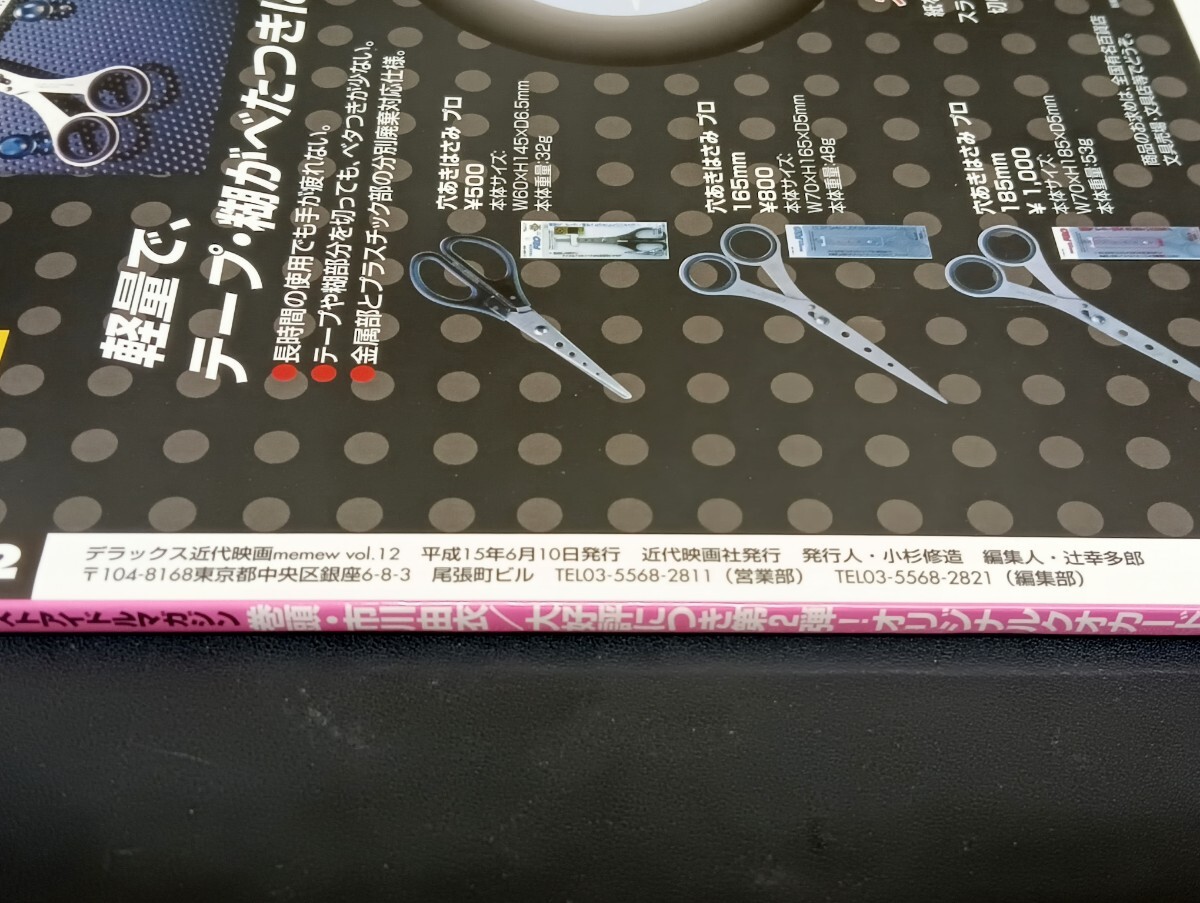 軽量で、
テープ・糊がべたつきに
●長時間の使用でも手が疲れない。
●テープや糊部分を切っても、ベタつきが少ない。
●金属部とプラスチック部の分別廃棄対応仕様。
穴あきはさみ プロ
¥500
本体サイズ:
W60×H145×D6.5mm
本体重量:32g
穴あきはさみ プロ
165mm
¥800
本体サイズ:
W70×H165×D5mm
本体重量:48g
穴あきはさみ プロ
185mm
¥1,000
本体サイズ:
W70×H185×D5mm
本体重量:53g
商品のお求めは、全国有名百貨店
文具売場・文具店等でどうぞ。
デラックス近代映画memew vol.12 平成15年6月10日発行 近代映画社発行 発行人・小杉修造 編集人・辻幸多郎
〒104-8168東京都中央区銀座6-8-3 尾張町ビル TEL03-5568-2811(営業部) TEL03-5568-2821(編集部)
ストアイドルマガジン 巻頭・市川由衣/大好評につき第2弾!オリジナルクオカード